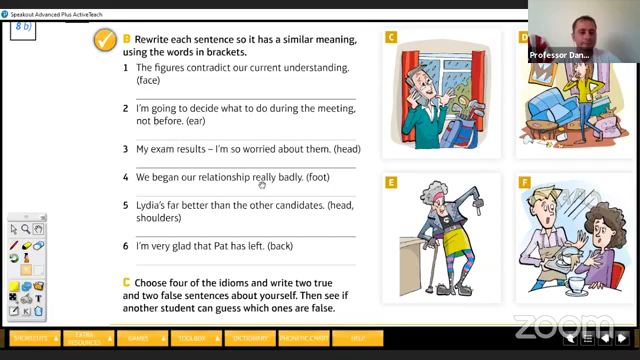 Speakout Advanced Plus ActiveTeach
8 b)
B Rewrite each sentence so it has a similar meaning,
using the words in brackets.
1 The figures contradict our current understanding.
(face)
2 I'm going to decide what to do during the meeting,
not before. (ear)
3 My exam results – I'm so worried about them. (head)
4 We began our relationship really badly. (foot)
5 Lydia's far better than the other candidates. (head,
shoulders)
6 I'm very glad that Pat has left. (back)
C Choose four of the idioms and write two true
and two false sentences about yourself. Then see if
another student can guess which ones are false.
C
D
E
F
Professor Dan...
SHORTCUTS
EXTRA RESOURCES
GAMES
TOOLBOX
DICTIONARY
PHONETIC CHART
HELP
zoom